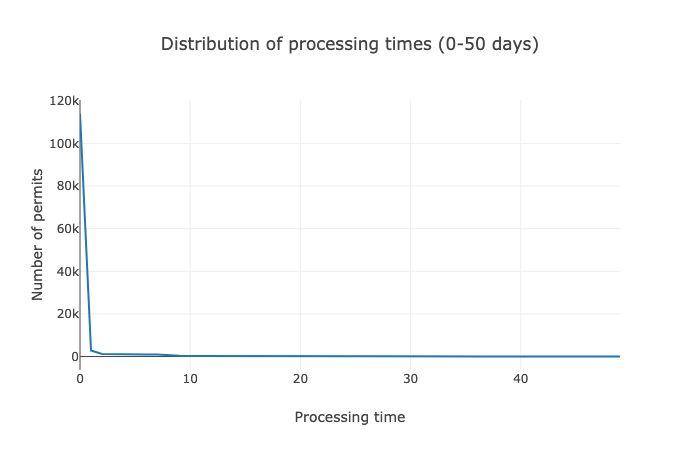 Distribution of processing times (0-50 days)
120k
100k
80k
60k
40k
20k
0
Number of permits
0 10 20 30 40
Processing time